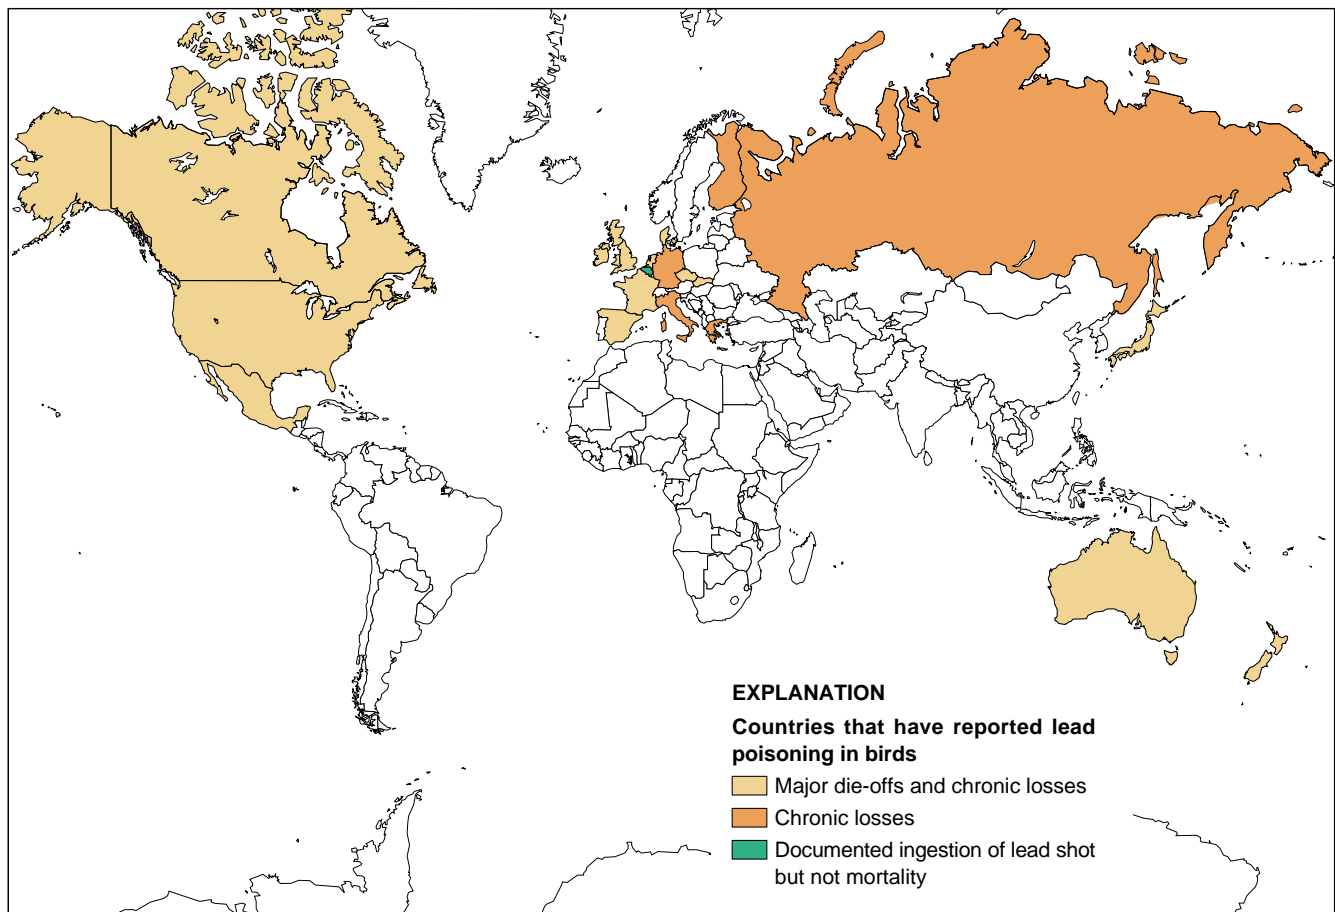 EXPLANATION
Countries that have reported lead
poisoning in birds
Major die-offs and chronic losses
Chronic losses
Documented ingestion of lead shot
but not mortality